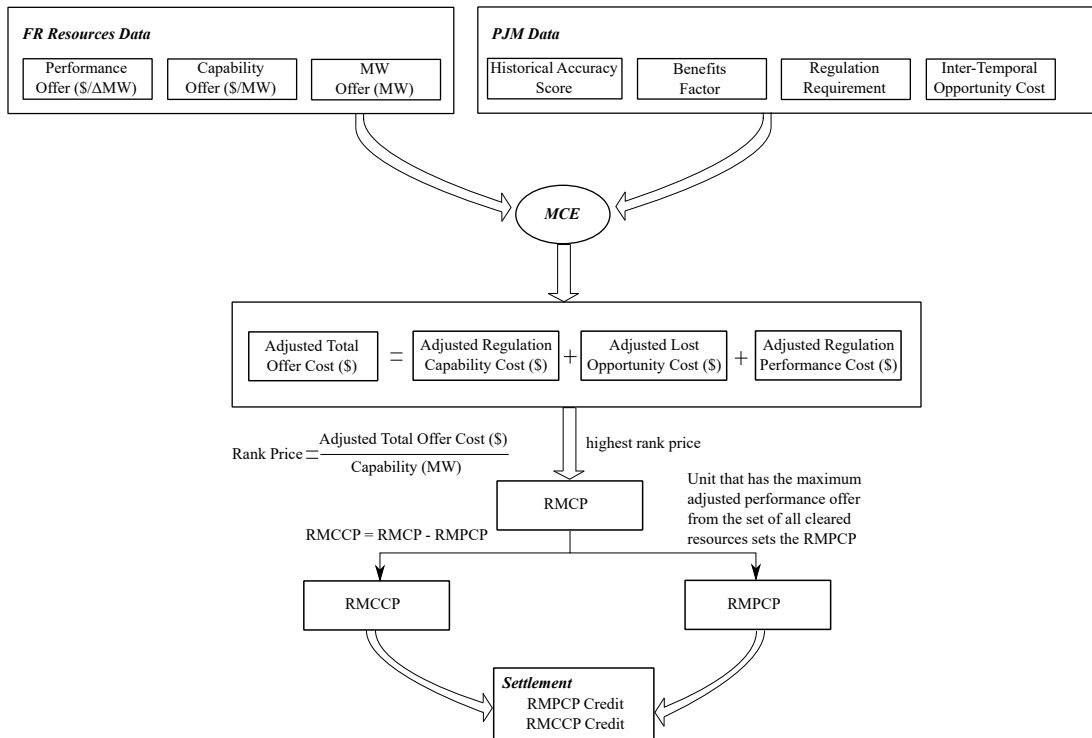 FR Resources Data
Performance
Offer ($/ΔMW)
Capability
Offer ($/MW)
MW
Offer (MW)
PJM Data
Historical Accuracy
Score
Benefits
Factor
Regulation
Requirement
Inter-Temporal
Opportunity Cost
MCE
Adjusted Total
Offer Cost ($)
=
Adjusted Regulation
Capability Cost ($)
+
Adjusted Lost
Opportunity Cost ($)
+
Adjusted Regulation
Performance Cost ($)
Rank Price =
Adjusted Total Offer Cost ($)
Capability (MW)
highest rank price
RMCP
Unit that has the maximum
adjusted performance offer
from the set of all cleared
resources sets the RMPCP
RMCCP = RMCP - RMPCP
RMCCP
RMPCP
Settlement
RMPCP Credit
RMCCP Credit